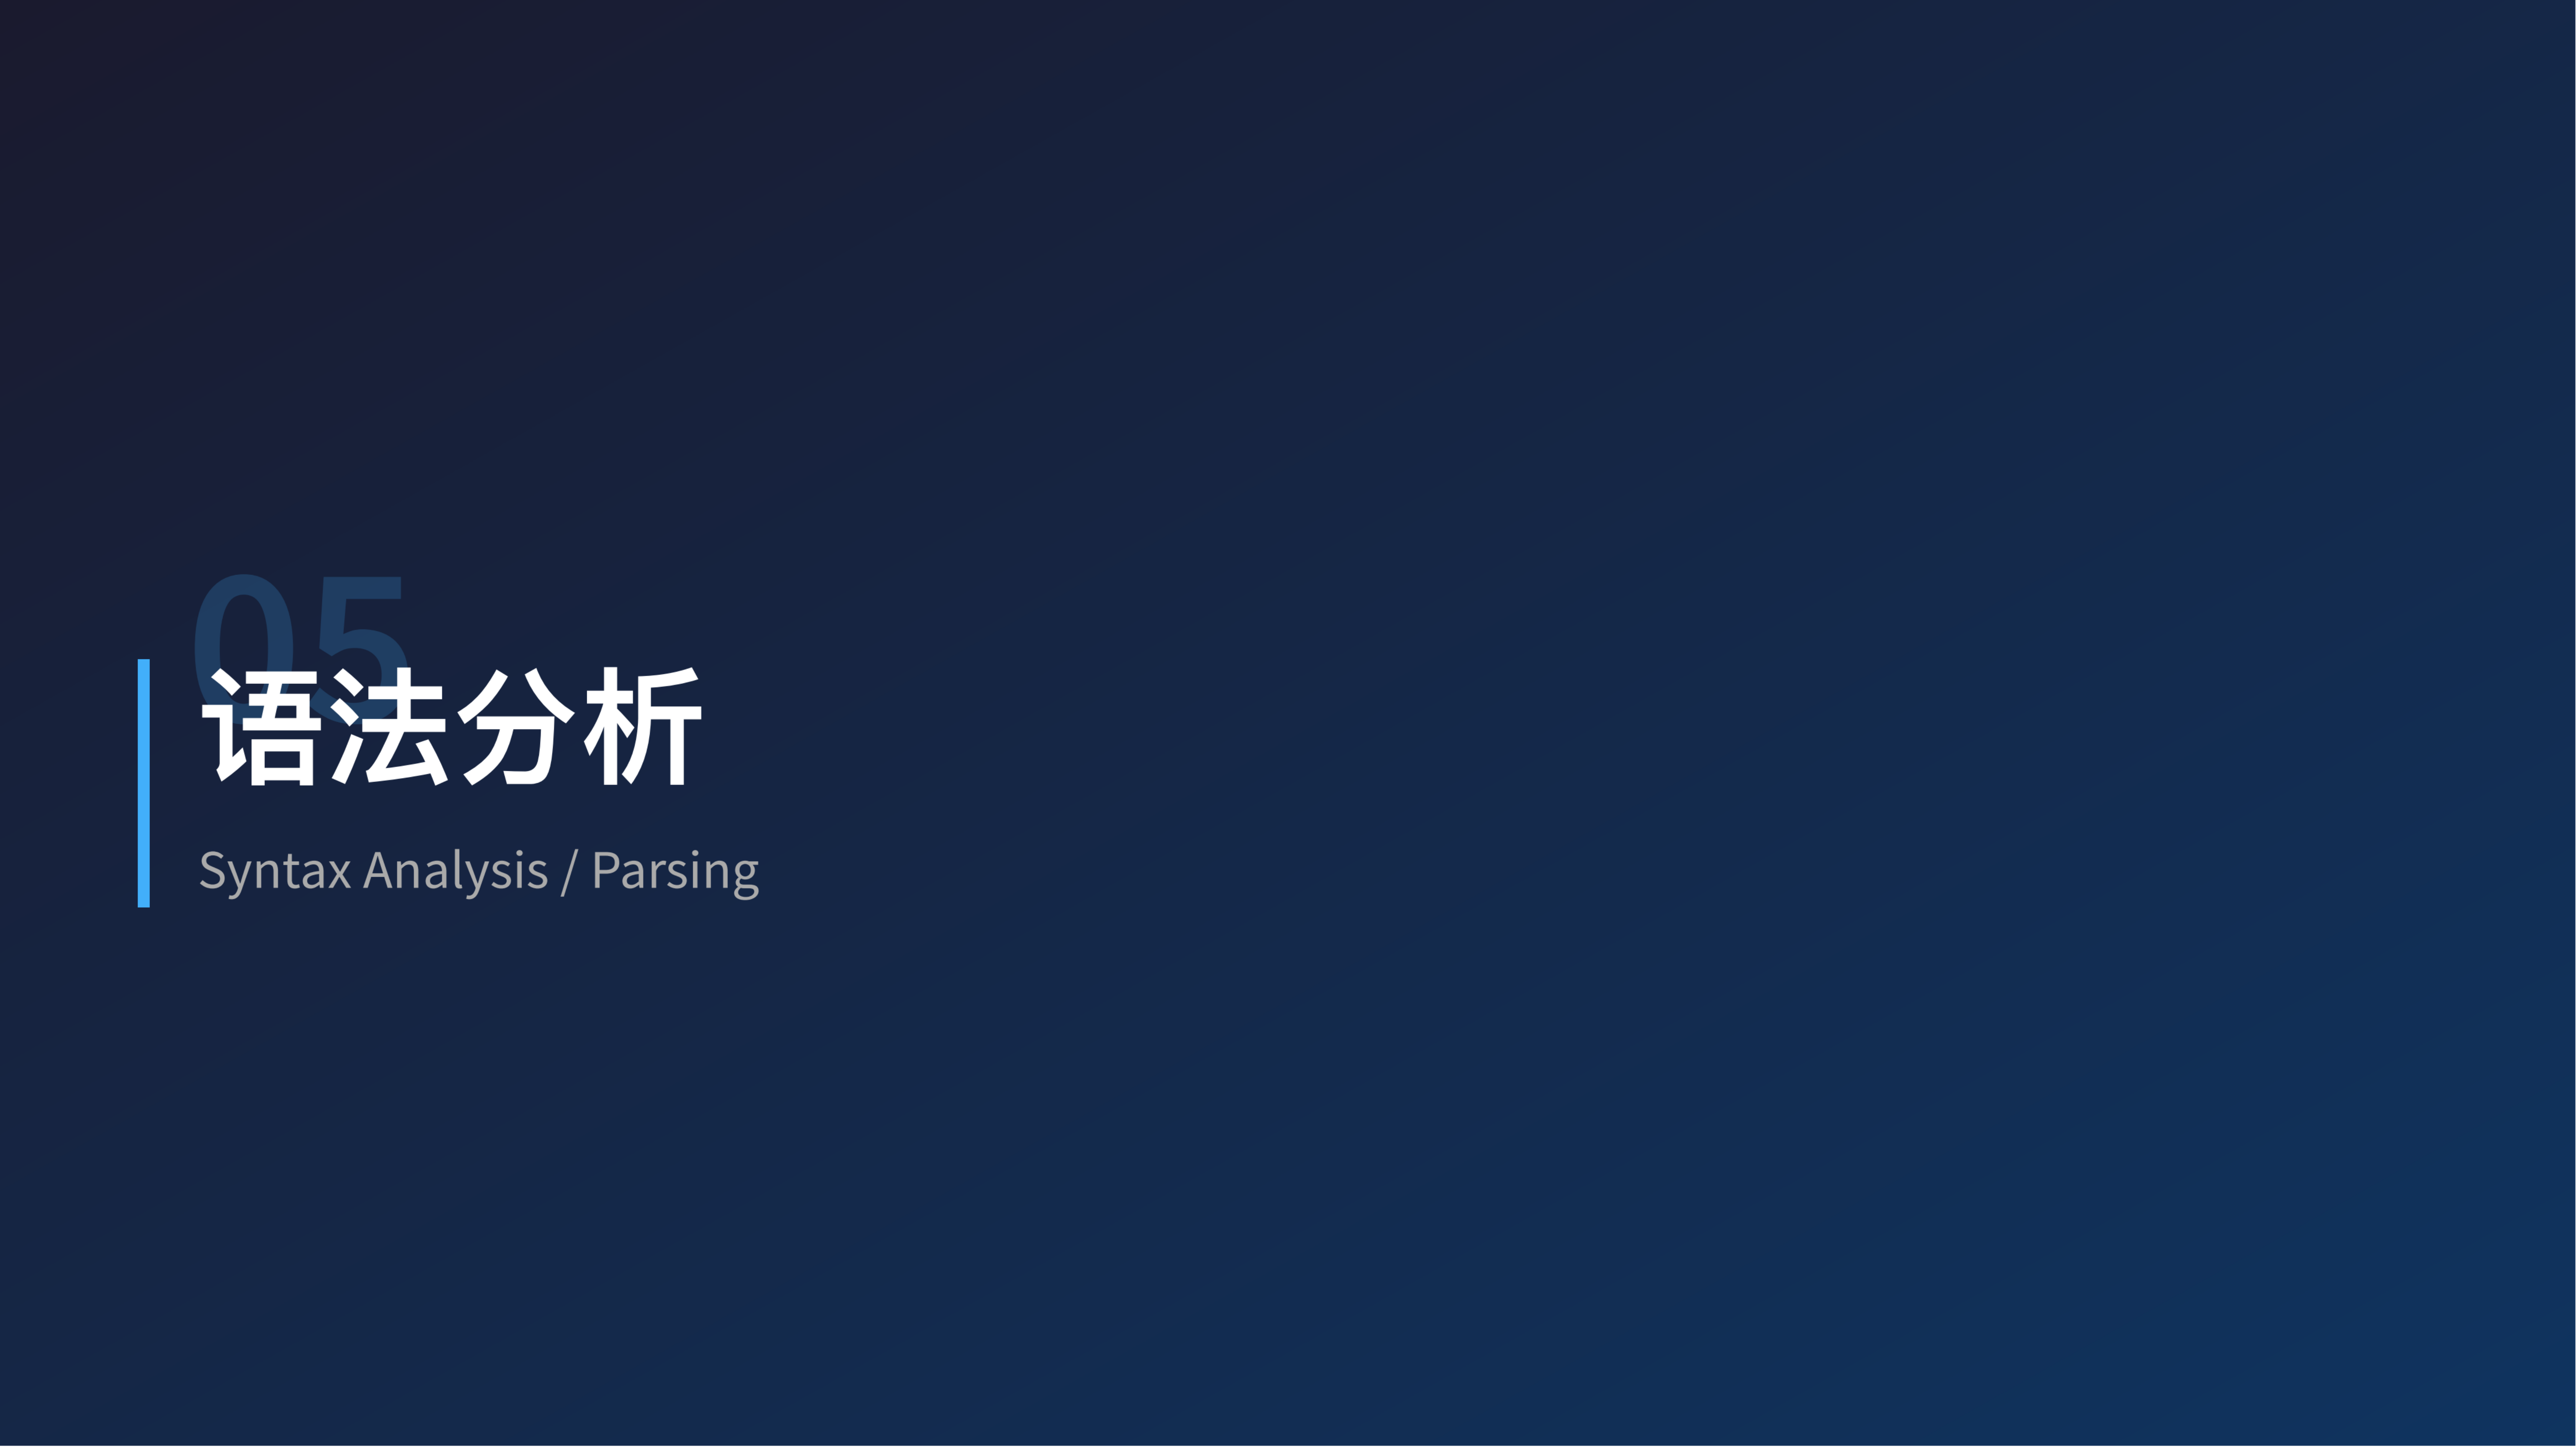 05
语法分析
Syntax Analysis / Parsing